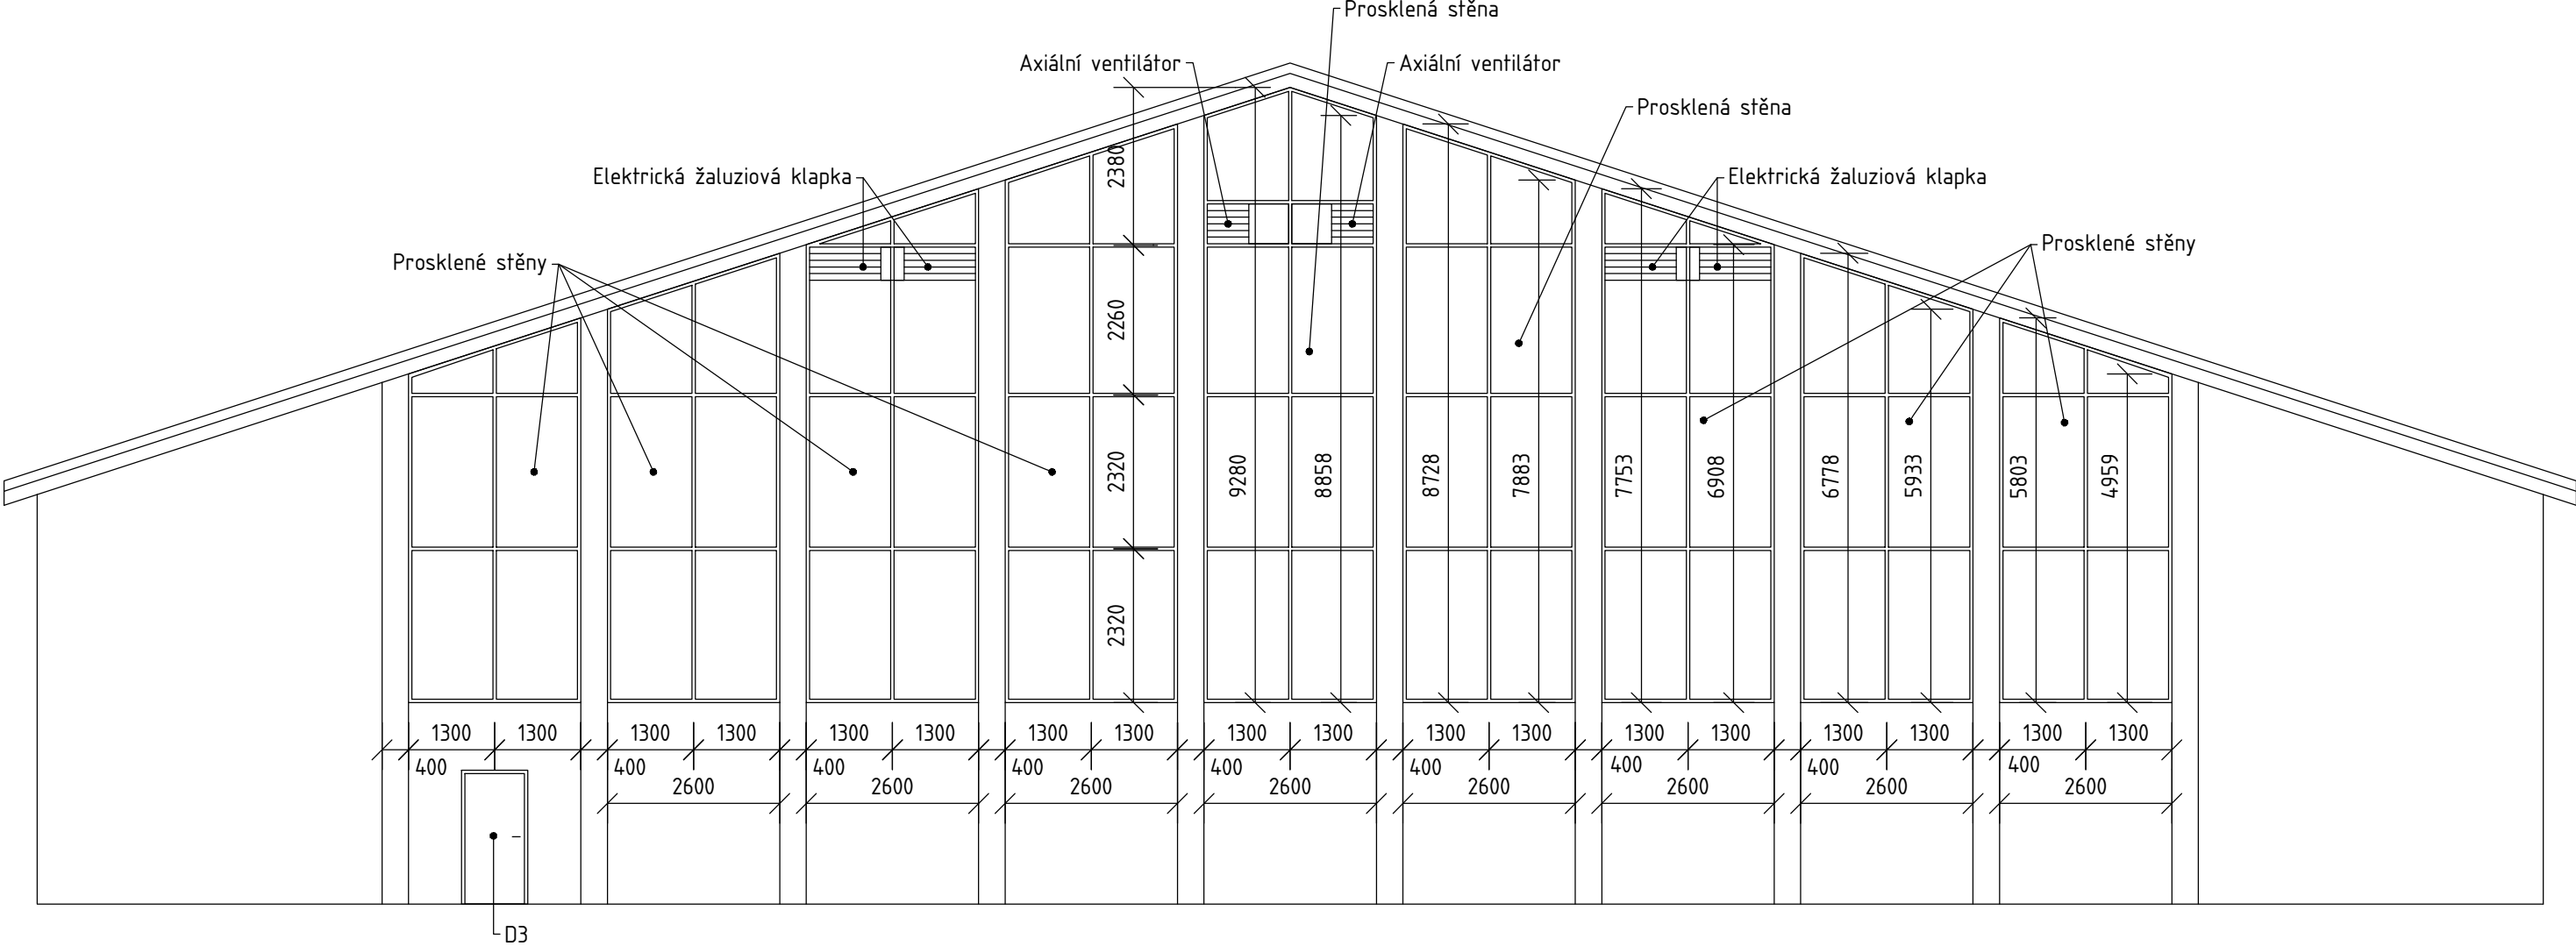 Prosklená stěna
Axiální ventilátor
Axiální ventilátor
Prosklená stěna
Elektrická žaluziová klapka
Elektrická žaluziová klapka
Prosklené stěny
Prosklené stěny
2380
2260
2320
2320
9280
8858
8728
7883
7753
6908
6778
5933
5803
4959
1300 1300 1300 1300 1300 1300 1300 1300 1300 1300 1300 1300 1300 1300 1300 1300 1300 1300
400 400 400 400 400 400 400 400 400
2600 2600 2600 2600 2600 2600 2600 2600
D3